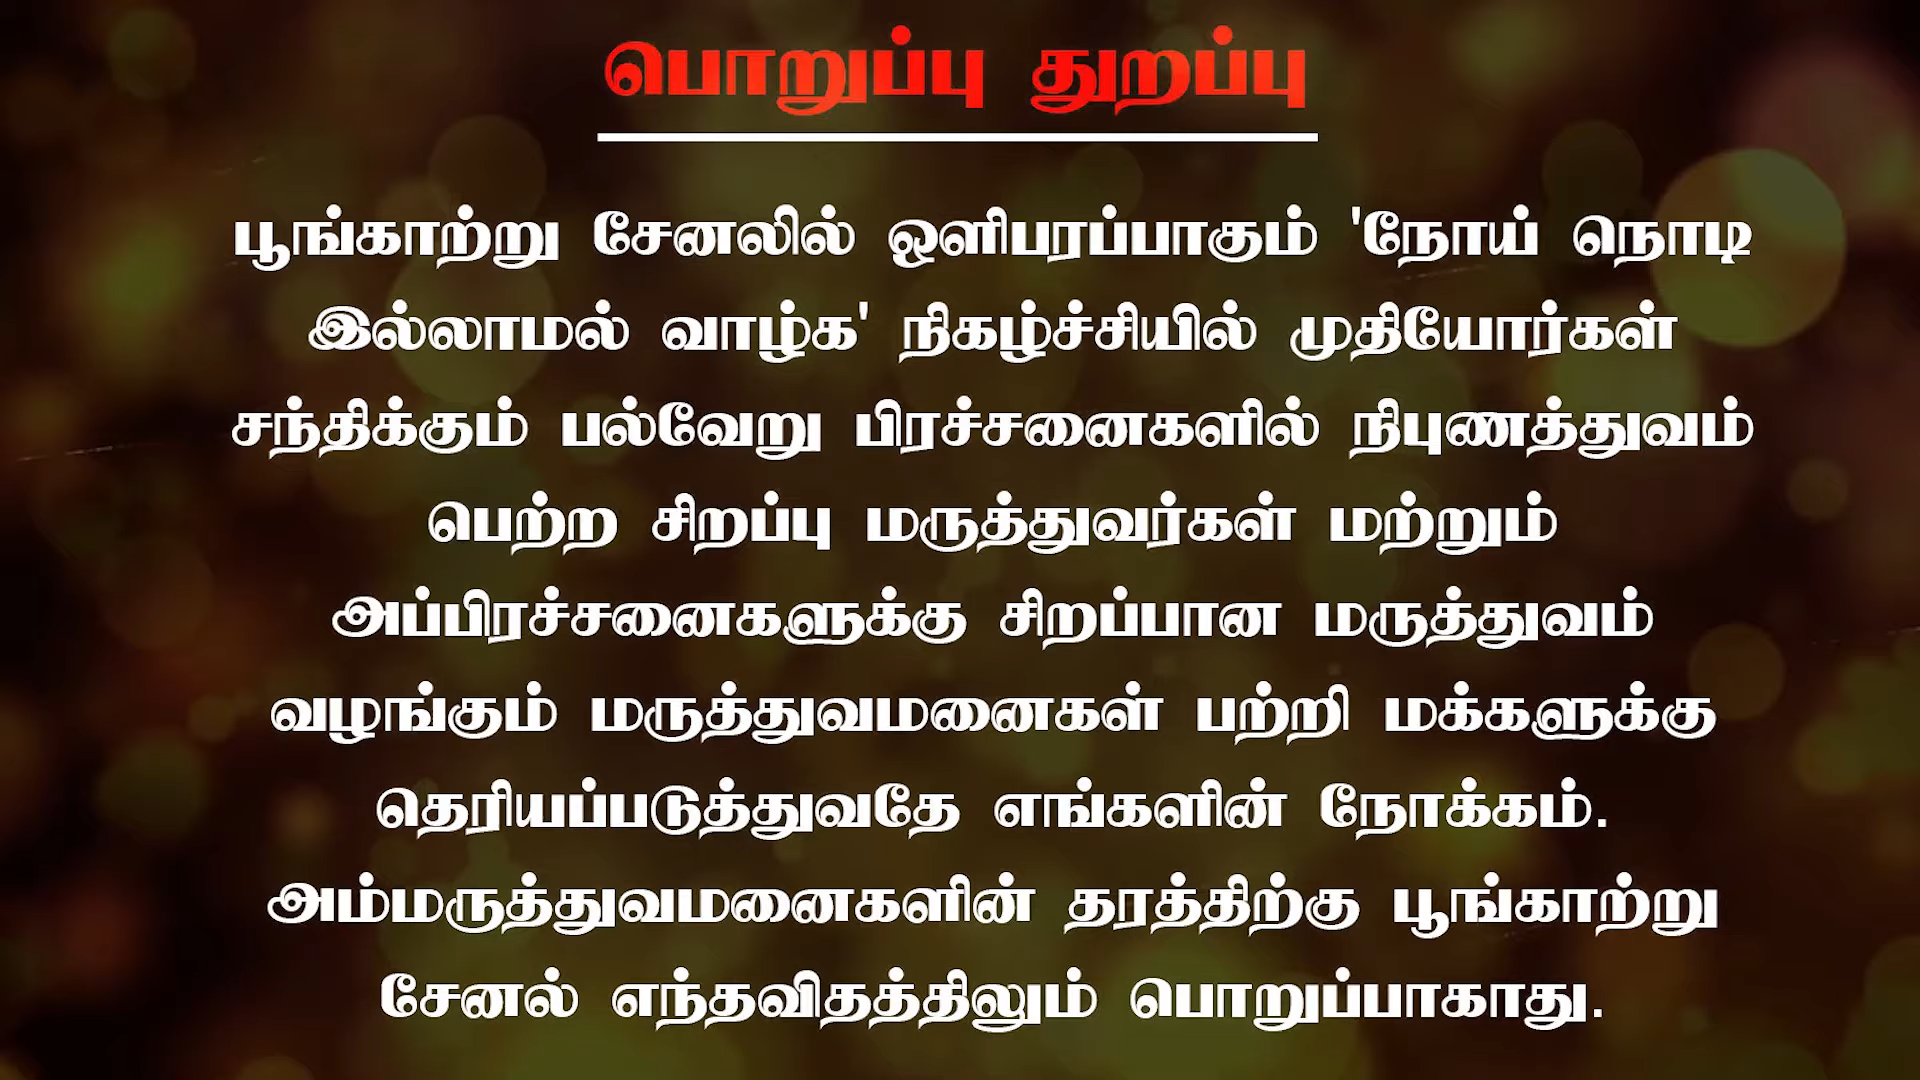 பொறுப்பு துறப்பு
பூங்காற்று சேனலில் ஒளிபரப்பாகும் 'நோய் நொடி
இல்லாமல் வாழ்க' நிகழ்ச்சியில் முதியோர்கள்
சந்திக்கும் பல்வேறு பிரச்சனைகளில் நிபுணத்துவம்
பெற்ற சிறப்பு மருத்துவர்கள் மற்றும்
அப்பிரச்சனைகளுக்கு சிறப்பான மருத்துவம்
வழங்கும் மருத்துவமனைகள் பற்றி மக்களுக்கு
தெரியப்படுத்துவதே எங்களின் நோக்கம்.
அம்மருத்துவமனைகளின் தரத்திற்கு பூங்காற்று
சேனல் எந்தவிதத்திலும் பொறுப்பாகாது.